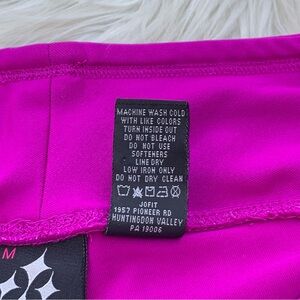 MACHINE WASH COLD
WITH LIKE COLORS
TURN INSIDE OUT
DO NOT BLEACH
DO NOT USE
SOFTENERS
LINE DRY
LOW IRON ONLY
DO NOT DRY CLEAN
JOFIT
1957 PIONEER RD
HUNTINGDON VALLEY
PA 19006
M